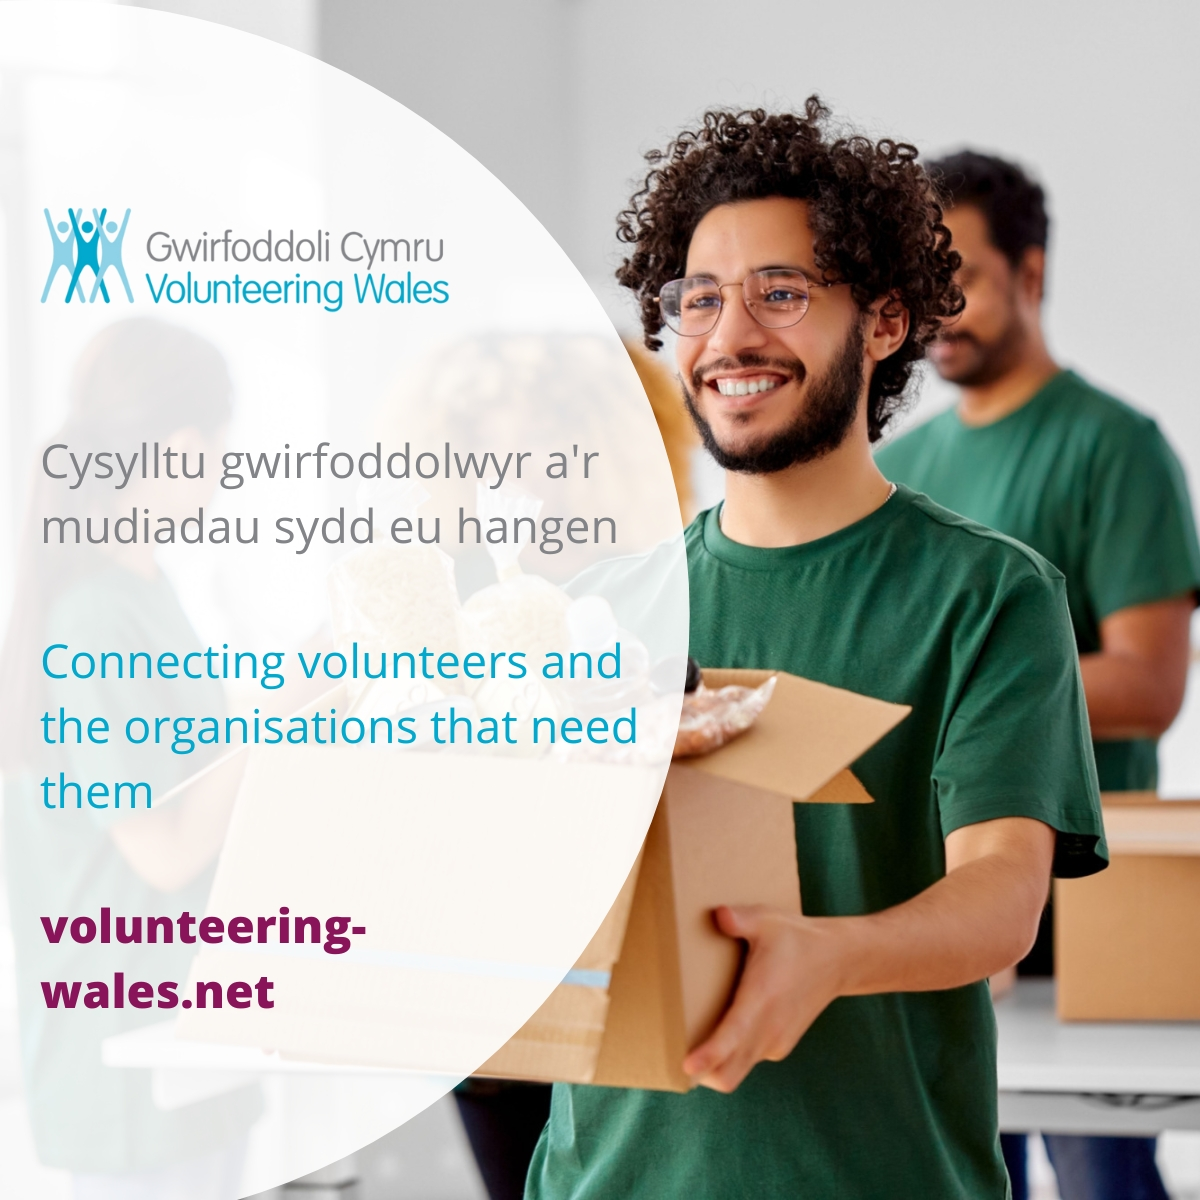 Gwirfoddoli Cymru
Volunteering Wales
Cysylltu gwirfoddolwyr a'r
mudiadau sydd eu hangen
Connecting volunteers and
the organisations that need
them
volunteering-
wales.net